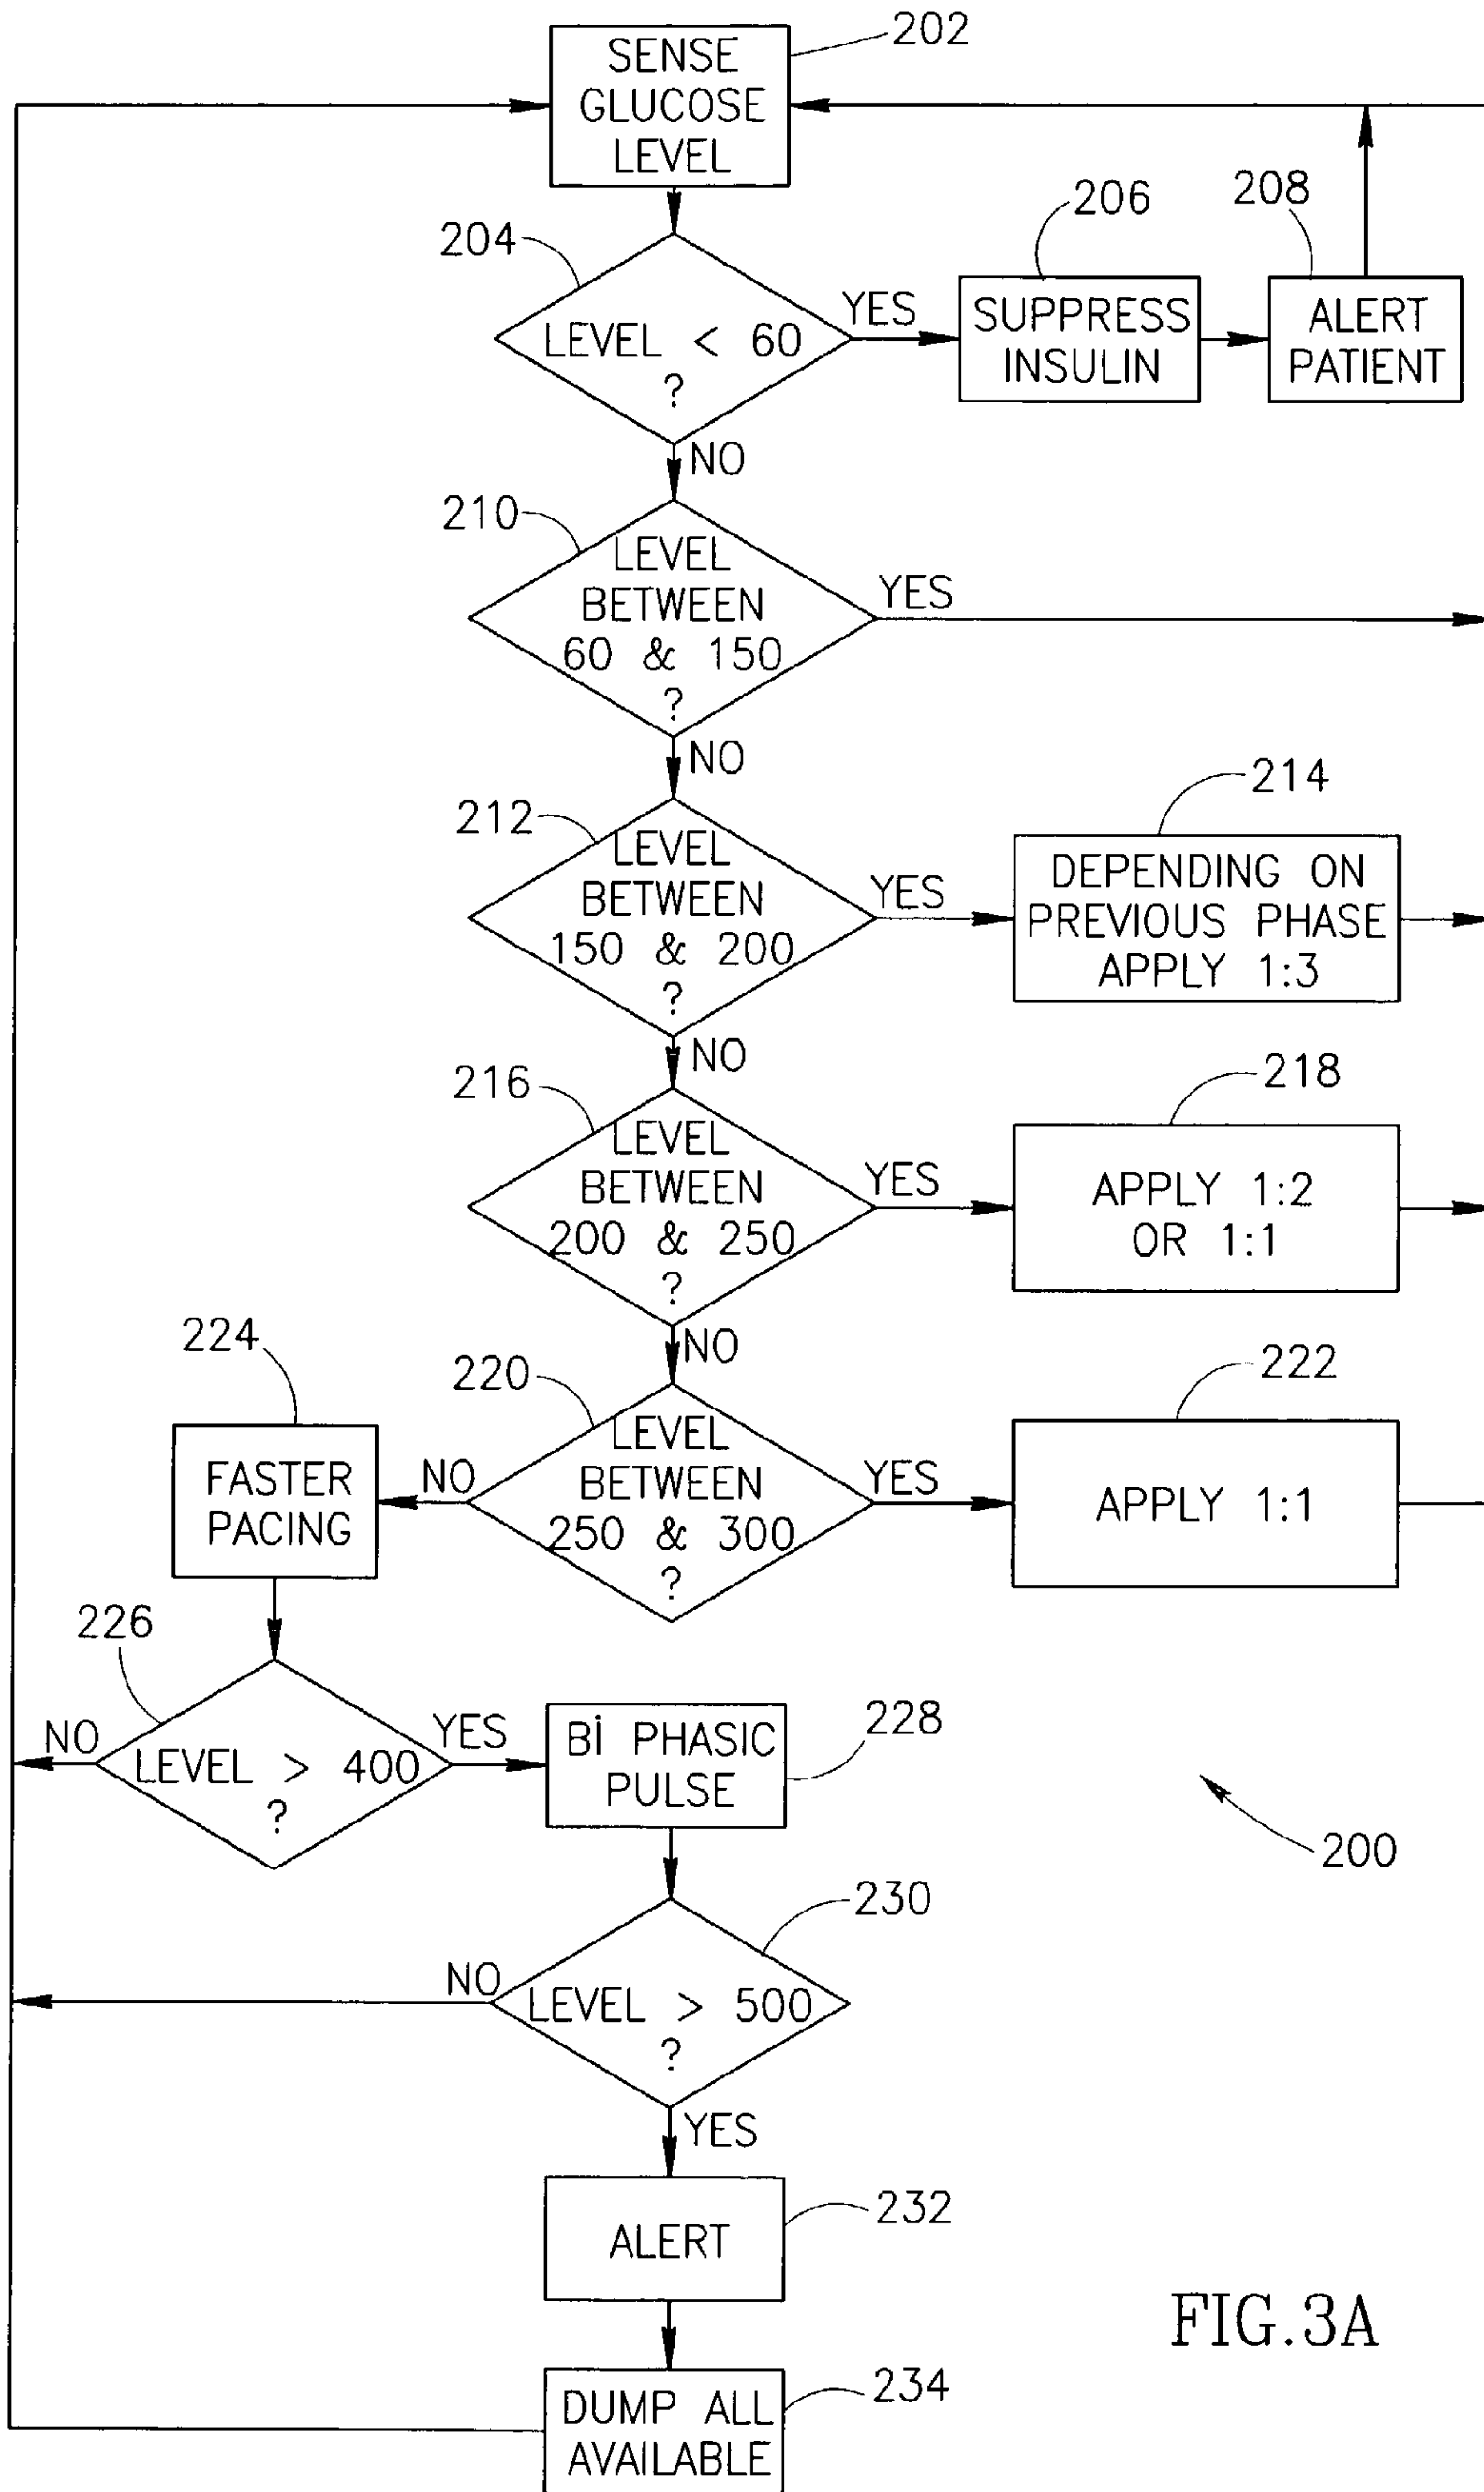 202
SENSE
GLUCOSE
LEVEL
204
206
208
LEVEL < 60
?
YES
SUPPRESS
INSULIN
ALERT
PATIENT
NO
210
LEVEL
BETWEEN
60 & 150
?
YES
NO
212
LEVEL
BETWEEN
150 & 200
?
YES
214
DEPENDING ON
PREVIOUS PHASE
APPLY 1:3
NO
216
LEVEL
BETWEEN
200 & 250
?
YES
218
APPLY 1:2
OR 1:1
NO
220
LEVEL
BETWEEN
250 & 300
?
YES
222
APPLY 1:1
NO
224
FASTER
PACING
226
LEVEL > 400
?
NO
YES
BI PHASIC
PULSE
228
200
230
LEVEL > 500
?
NO
YES
ALERT
232
DUMP ALL
AVAILABLE
234
FIG.3A